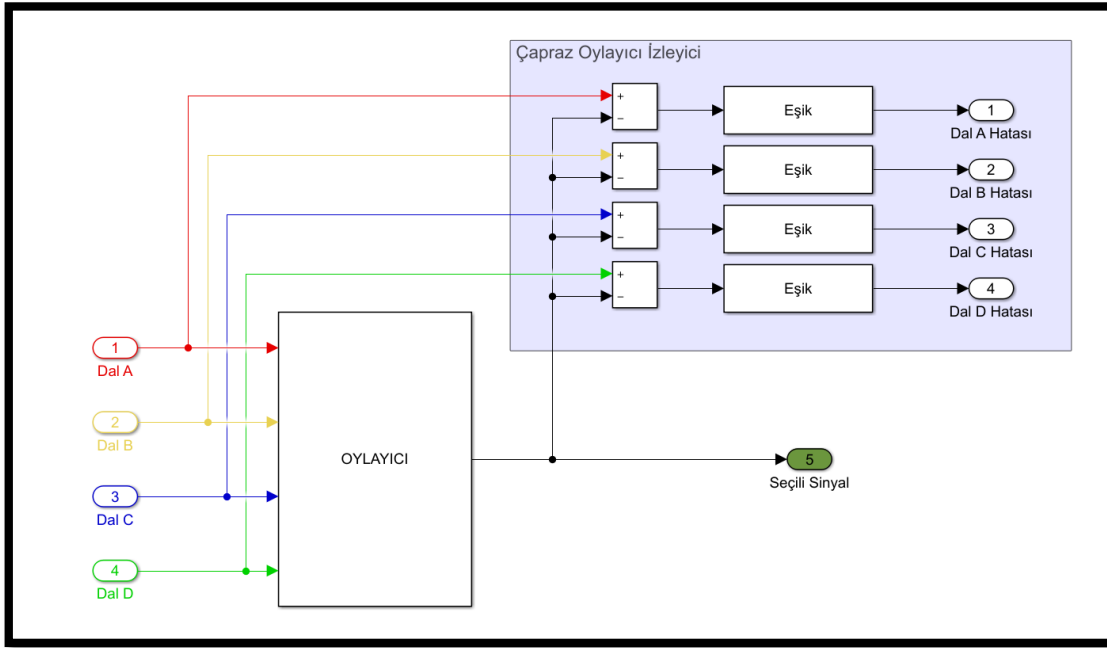 Çapraz Oylayıcı İzleyici
+
−
Eşik
1
Dal A Hatası
+
−
Eşik
2
Dal B Hatası
+
−
Eşik
3
Dal C Hatası
+
−
Eşik
4
Dal D Hatası
1
Dal A
2
Dal B
3
Dal C
4
Dal D
OYLAYICI
5
Seçili Sinyal